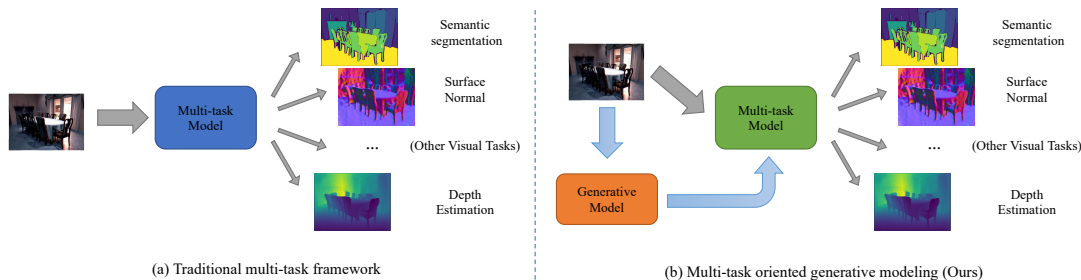 Semantic
segmentation
Surface
Normal
Multi-task
Model
...
(Other Visual Tasks)
Depth
Estimation
(a) Traditional multi-task framework
Semantic
segmentation
Surface
Normal
Multi-task
Model
...
(Other Visual Tasks)
Generative
Model
Depth
Estimation
(b) Multi-task oriented generative modeling (Ours)